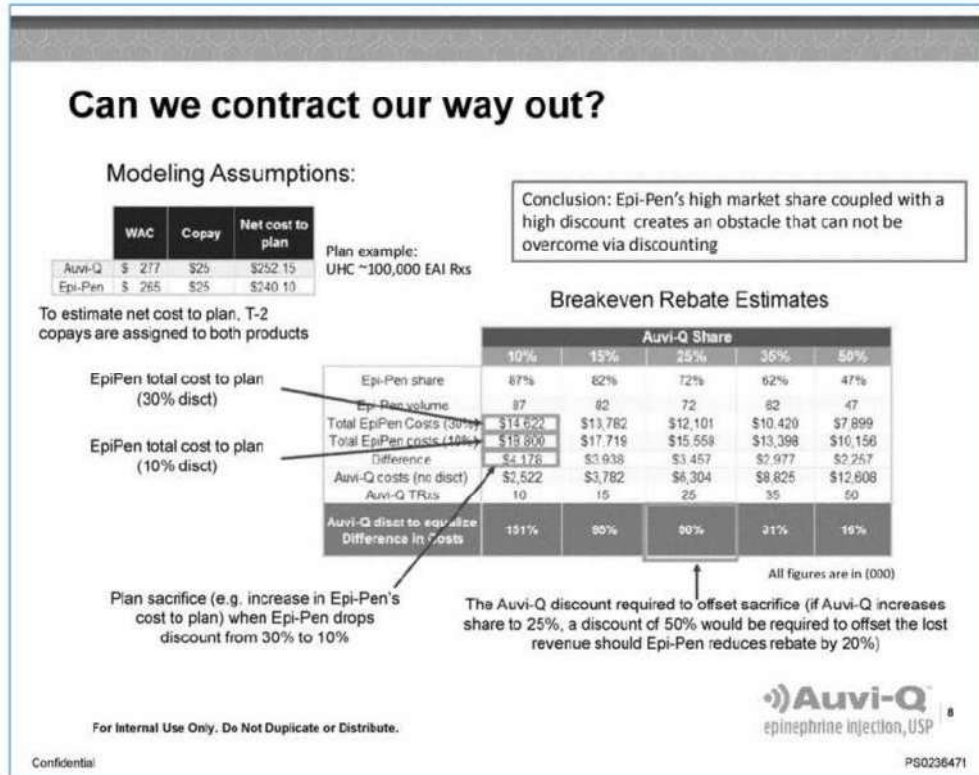 Can we contract our way out?
Modeling Assumptions:
WAC Copay Net cost to plan
Auvi-Q $ 277 $25 $252.15
Epi-Pen $ 265 $25 $240.10
Plan example:
UHC ~100,000 EAI Rxs
To estimate net cost to plan, T-2
copays are assigned to both products
Conclusion: Epi-Pen's high market share coupled with a
high discount creates an obstacle that can not be
overcome via discounting
Breakeven Rebate Estimates
Auvi-Q Share
10% 15% 25% 35% 50%
Epi-Pen share 87% 82% 72% 62% 47%
Epi-Pen volume 87 82 72 62 47
Total EpiPen Costs (30%) $14,622 $13,782 $12,101 $10,420 $7,899
Total EpiPen costs (10%) $18,800 $17,719 $15,558 $13,398 $10,156
Difference $4,178 $3,938 $3,457 $2,977 $2,257
Auvi-Q costs (no disct) $2,522 $3,782 $6,304 $8,825 $12,608
Auvi-Q TRxs 10 15 25 35 50
Auvi-Q disct to equalize
Difference in Costs
31%
EpiPen total cost to plan
(30% disct)
EpiPen total cost to plan
(10% disct)
All figures are in (000)
Plan sacrifice (e.g. increase in Epi-Pen's
cost to plan) when Epi-Pen drops
discount from 30% to 10%
The Auvi-Q discount required to offset sacrifice (if Auvi-Q increases
share to 25%, a discount of 50% would be required to offset the lost
revenue should Epi-Pen reduces rebate by 20%)
Auvi-Q™
epinephrine injection, USP
8
For Internal Use Only. Do Not Duplicate or Distribute.
Confidential
PS0236471